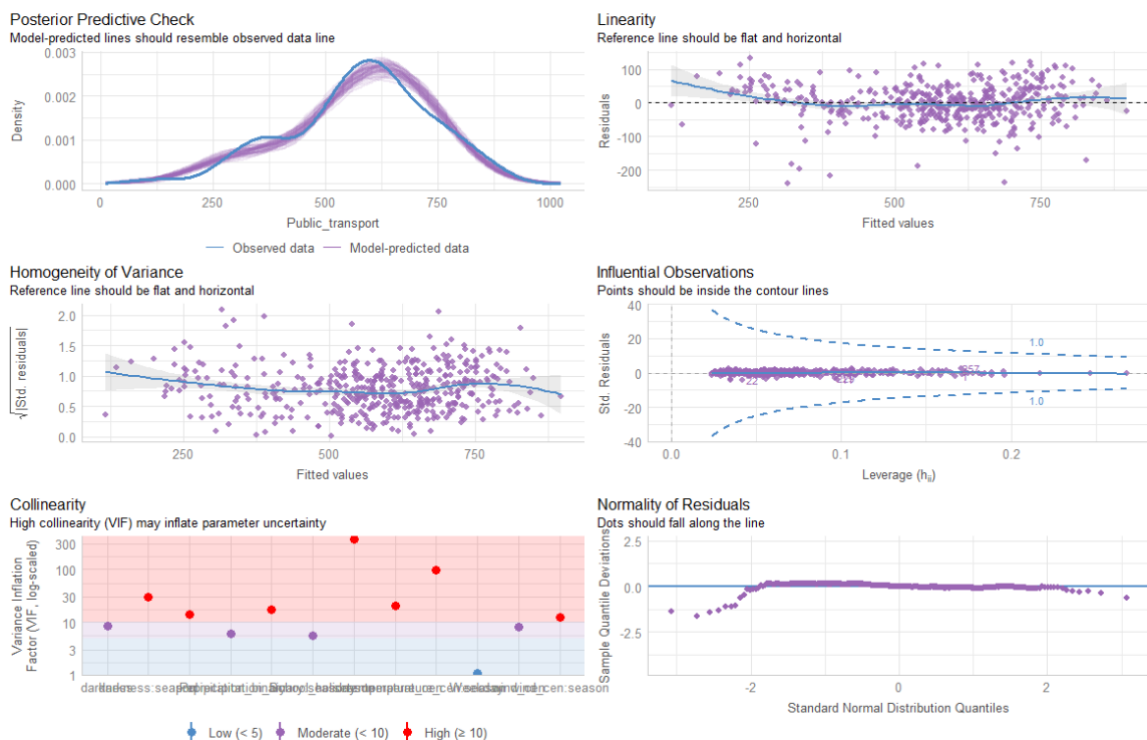 Posterior Predictive Check
Model-predicted lines should resemble observed data line
0.003
0.002
0.001
0.000
Density
250
500
750
1000
Public_transport
Observed data
Model-predicted data
Linearity
Reference line should be flat and horizontal
100
0
-100
-200
Residuals
250
500
750
Fitted values
Homogeneity of Variance
Reference line should be flat and horizontal
2.0
1.5
1.0
0.5
0.0
√|Std. residuals|
250
500
750
Fitted values
Influential Observations
Points should be inside the contour lines
40
20
0
-20
-40
Std. Residuals
1.0
1.0
0.0
0.1
0.2
Leverage (hii)
Collinearity
High collinearity (VIF) may inflate parameter uncertainty
300
100
30
10
3
1
Variance Inflation
Factor (VIF, log-scaled)
Low (< 5)
Moderate (< 10)
High (≥ 10)
Normality of Residuals
Dots should fall along the line
2.5
0.0
-2.5
Sample Quantile Deviations
-2
0
2
Standard Normal Distribution Quantiles